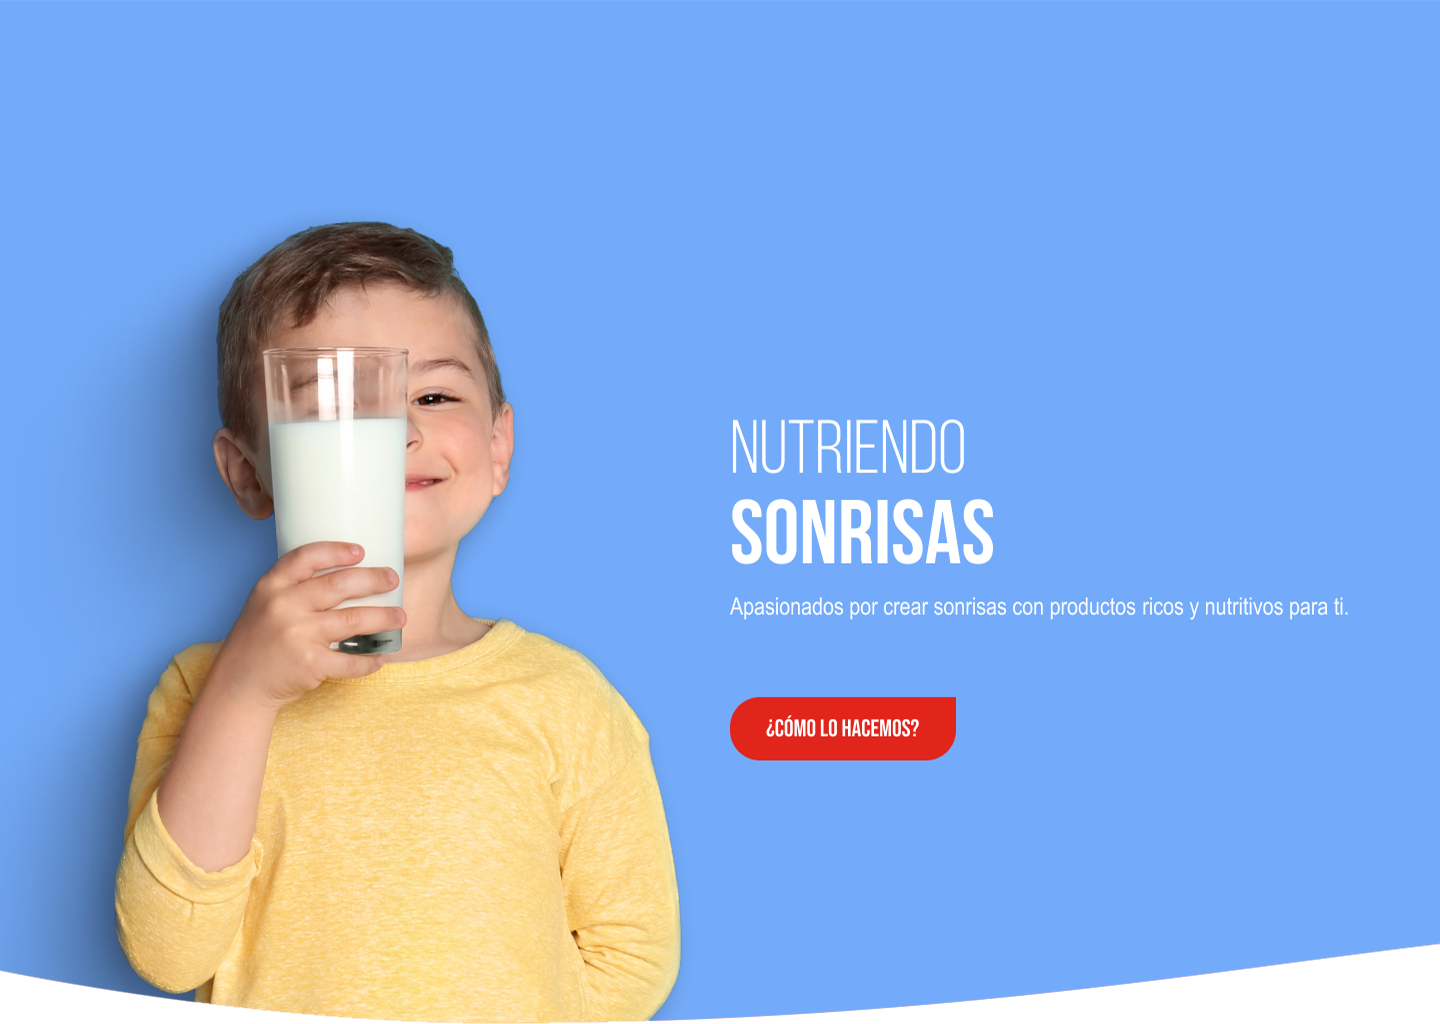 NUTRIENDO
SONRISAS
Apasionados por crear sonrisas con productos ricos y nutritivos para ti.
¿CÓMO LO HACEMOS?